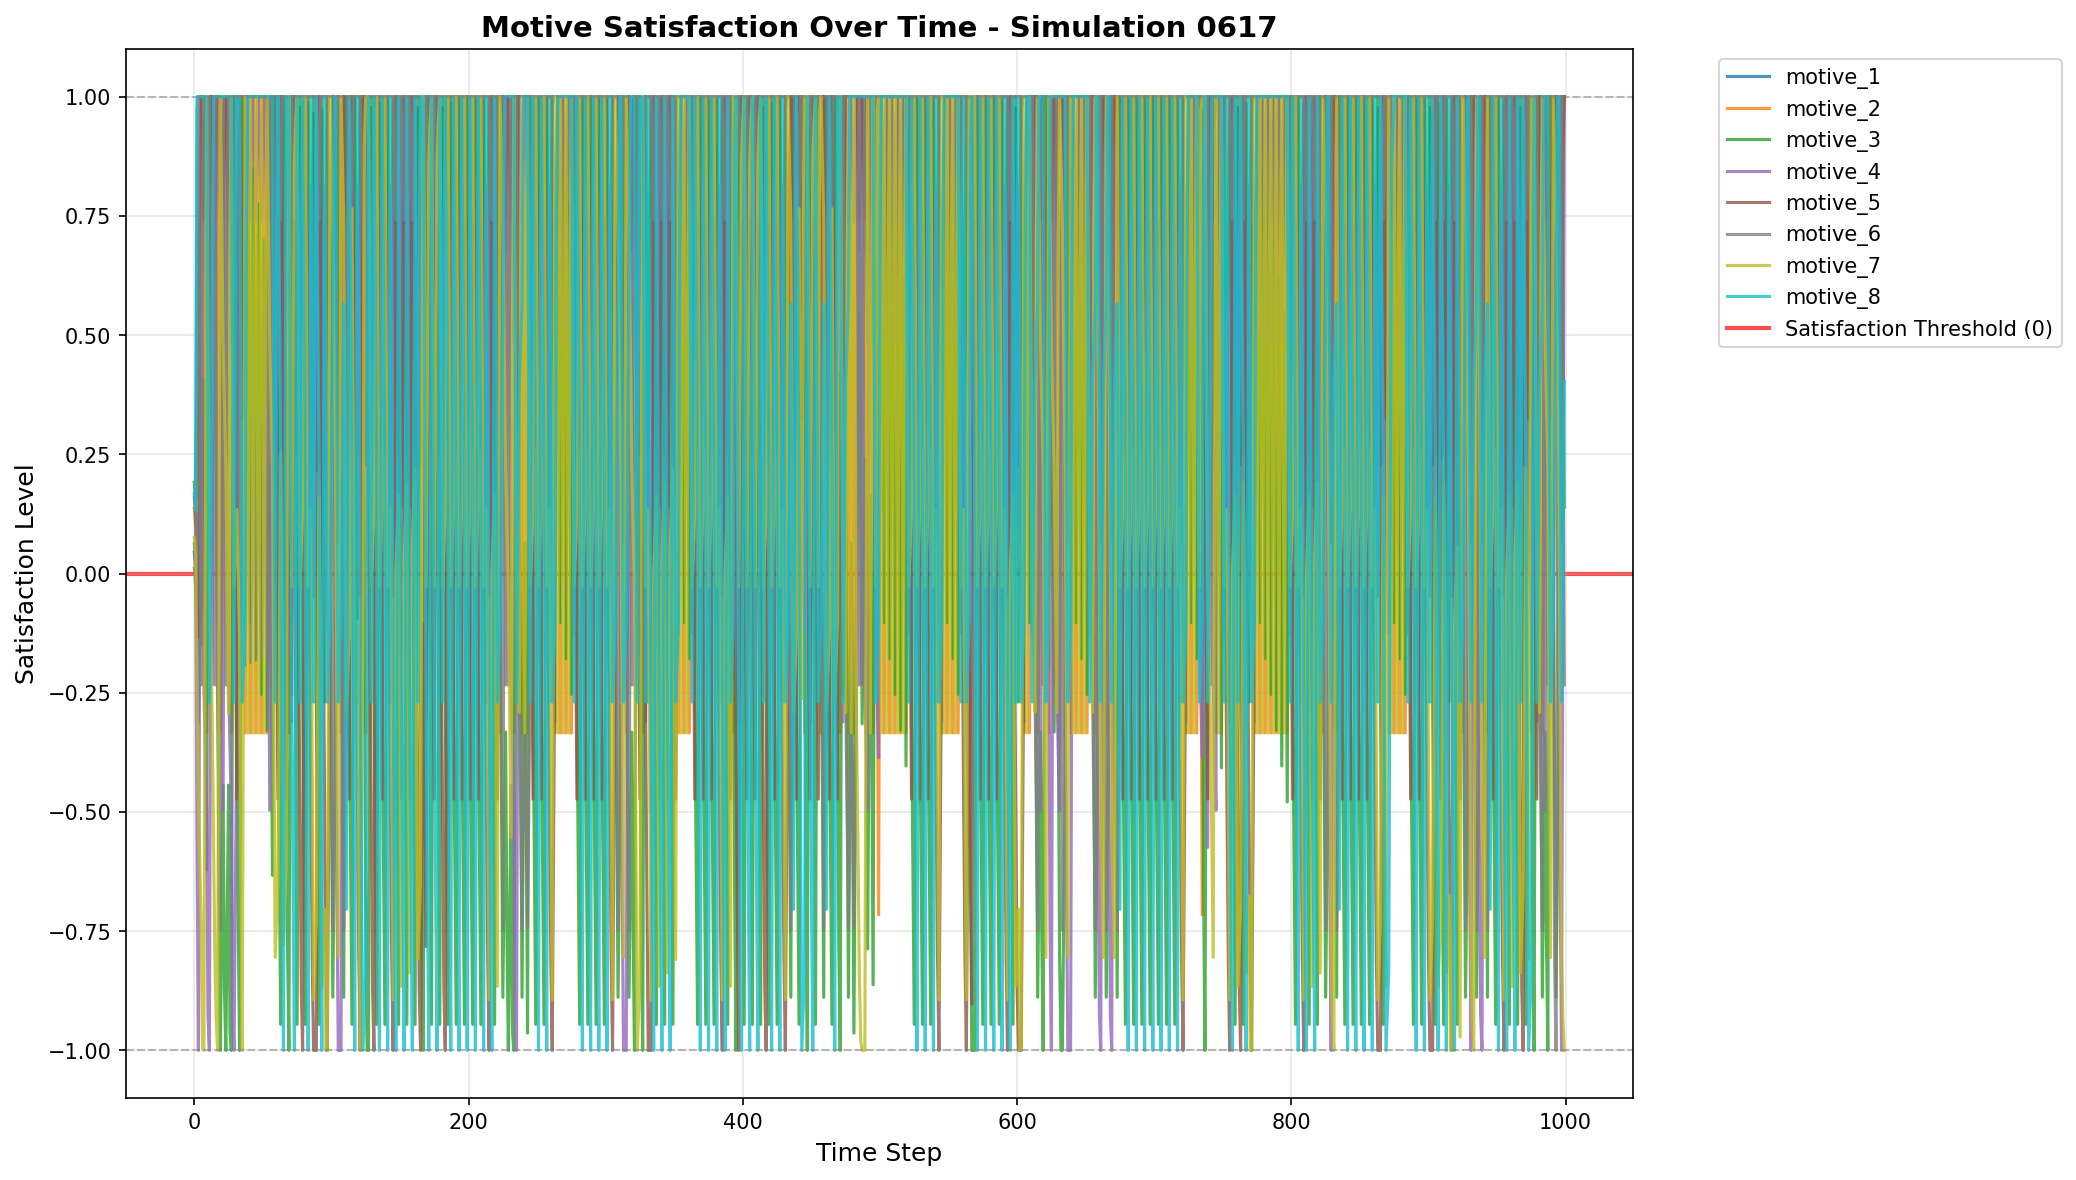 Motive Satisfaction Over Time - Simulation 0617
1.00
0.75
0.50
0.25
0.00
−0.25
−0.50
−0.75
−1.00
Satisfaction Level
0
200
400
600
800
1000
Time Step
motive_1
motive_2
motive_3
motive_4
motive_5
motive_6
motive_7
motive_8
Satisfaction Threshold (0)